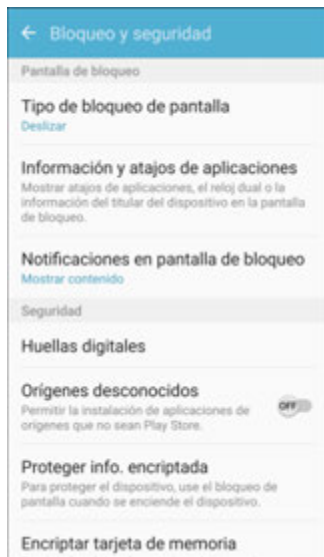 Bloqueo y seguridad
Pantalla de bloqueo
Tipo de bloqueo de pantalla
Deslizar
Información y atajos de aplicaciones
Mostrar atajos de aplicaciones, el reloj dual o la
información del titular del dispositivo en la pantalla
de bloqueo.
Notificaciones en pantalla de bloqueo
Mostrar contenido
Seguridad
Huellas digitales
Orígenes desconocidos
Permitir la instalación de aplicaciones de
orígenes que no sean Play Store.
OFF
Proteger info. encriptada
Para proteger el dispositivo, use el bloqueo de
pantalla cuando se enciende el dispositivo.
Encriptar tarjeta de memoria